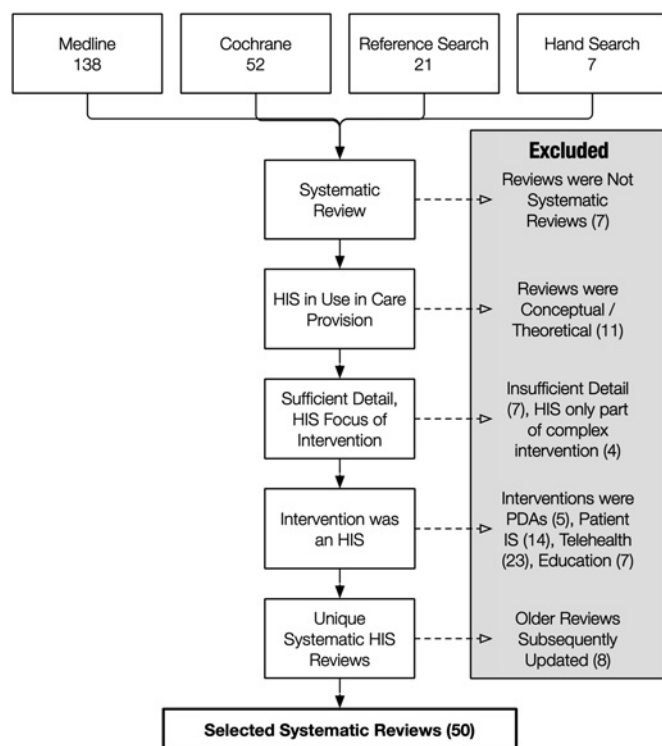 Medline
138
Cochrane
52
Reference Search
21
Hand Search
7
Excluded
Systematic
Review
Reviews were Not
Systematic
Reviews (7)
HIS in Use in Care
Provision
Reviews were
Conceptual /
Theoretical (11)
Sufficient Detail,
HIS Focus of
Intervention
Insufficient Detail
(7), HIS only part
of complex
intervention (4)
Intervention was
an HIS
Interventions were
PDAs (5), Patient
IS (14), Telehealth
(23), Education (7)
Unique
Systematic HIS
Reviews
Older Reviews
Subsequently
Updated (8)
Selected Systematic Reviews (50)